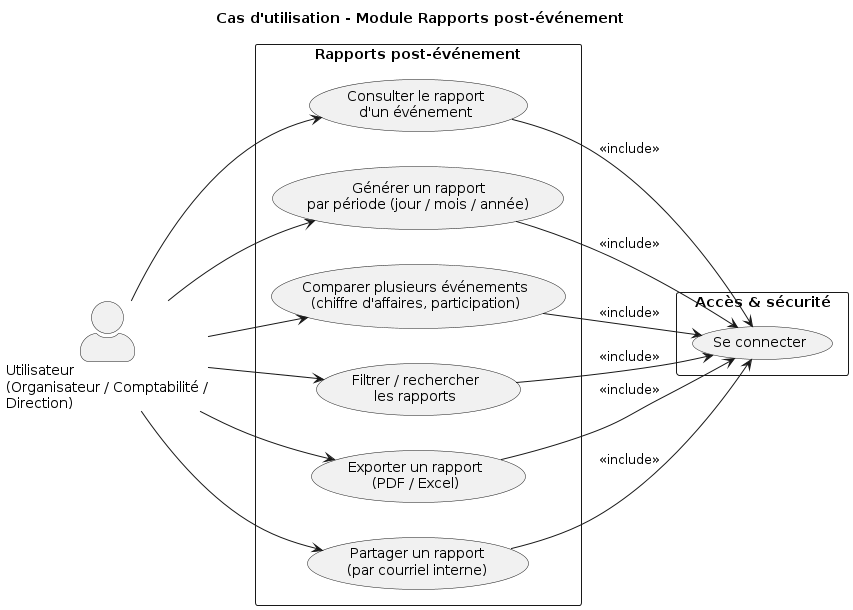 Cas d'utilisation - Module Rapports post-événement
Rapports post-événement
Consulter le rapport
d'un événement
«include»
Générer un rapport
par période (jour / mois / année)
«include»
Comparer plusieurs événements
(chiffre d'affaires, participation)
«include»
Accès & sécurité
Se connecter
Utilisateur
(Organisateur / Comptabilité /
Direction)
Filtrer / rechercher
les rapports
«include»
«include»
Exporter un rapport
(PDF / Excel)
«include»
Partager un rapport
(par courriel interne)